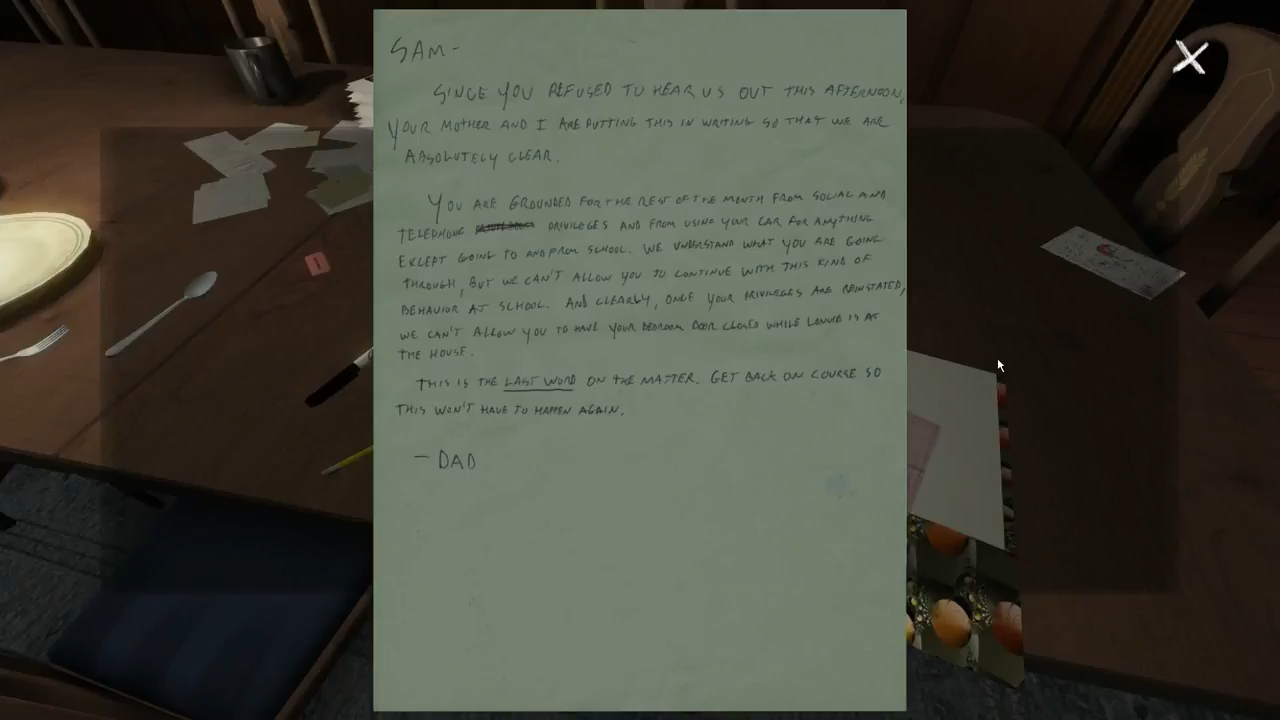 SAM-
SINCE YOU REFUSED TO HEAR US OUT THIS AFTERNOON,
YOUR MOTHER AND I ARE PUTTING THIS IN WRITING SO THAT WE ARE
ABSOLUTELY CLEAR.
YOU ARE GROUNDED FOR THE REST OF THE MONTH FROM SOCIAL AND
TELEPHONE PRIVILEGES AND FROM USING YOUR CAR FOR ANYTHING
EXCEPT GOING TO AND FROM SCHOOL. WE UNDERSTAND WHAT YOU ARE GOING
THROUGH, BUT WE CAN'T ALLOW YOU TO CONTINUE WITH THIS KIND OF
BEHAVIOR AT SCHOOL. AND CLEARLY, ONCE YOUR PRIVILEGES ARE REINSTATED,
WE CAN'T ALLOW YOU TO HAVE YOUR BEDROOM DOOR CLOSED WHILE LONNIE IS AT
THE HOUSE.
THIS IS THE LAST WORD ON THE MATTER. GET BACK ON COURSE SO
THIS WON'T HAVE TO HAPPEN AGAIN.
- DAD